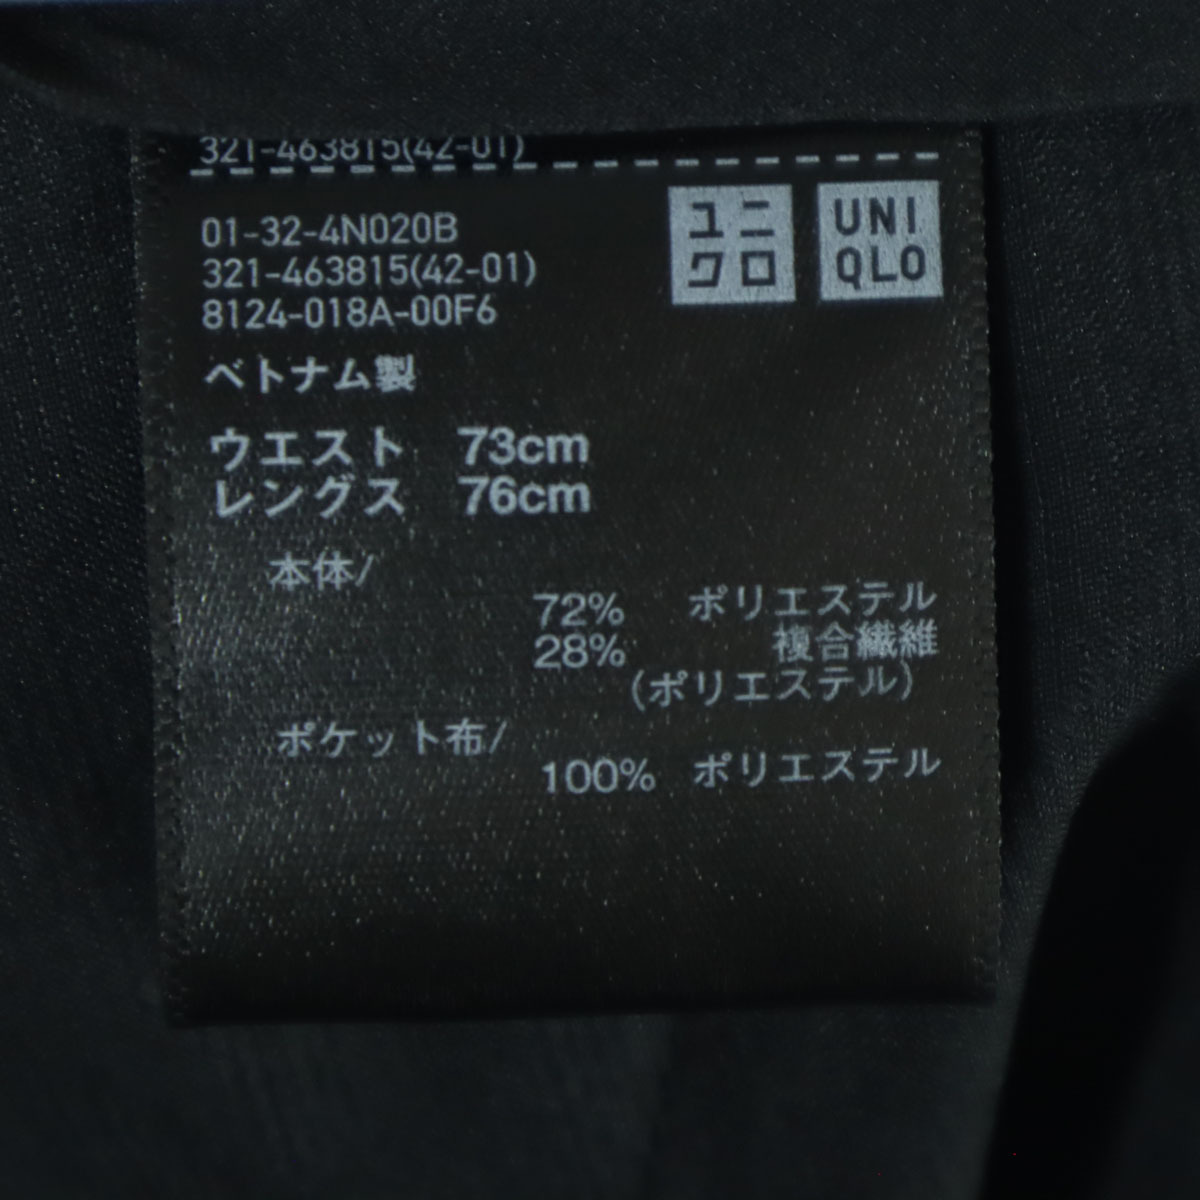 321-463815(42-01)
ユニ
クロ
UNI
QLO
01-32-4N020B
321-463815(42-01)
8124-018A-00F6
ベトナム製
ウエスト 73cm
レングス 76cm
本体/
72% ポリエステル
28% 複合繊維
(ポリエステル)
ポケット布/
100% ポリエステル